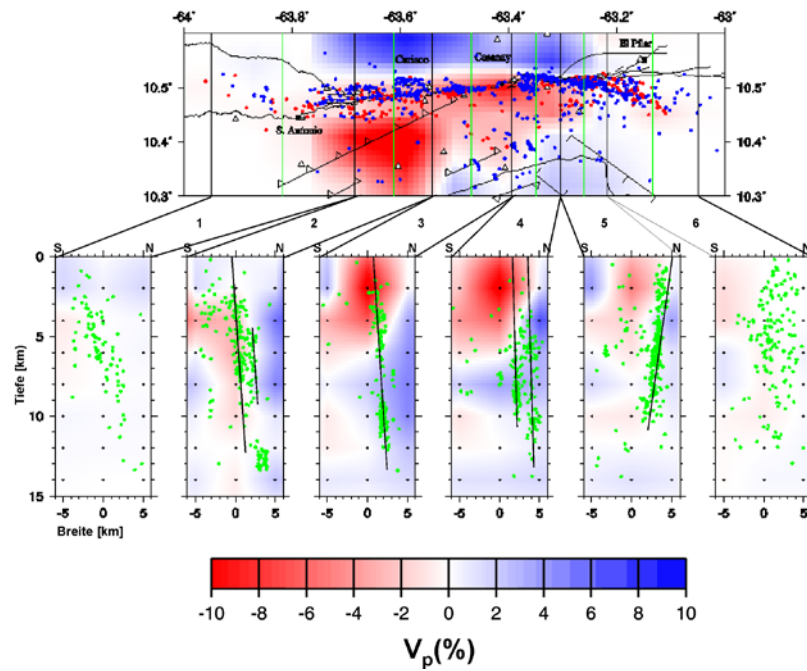 -64° -63.8° -63.6° -63.4° -63.2° -63°
El Pilar
Cariaco Casanay
10.5° 10.5°
10.4° S. Antonio 10.4°
10.3° 10.3°
1 2 3 4 5 6
S N S N S N S N S N S N
0
5
10
15
Tiefe [km]
-5 0 5 -5 0 5 -5 0 5 -5 0 5 -5 0 5 -5 0 5
Breite [km]
-10 -8 -6 -4 -2 0 2 4 6 8 10
Vp(%)